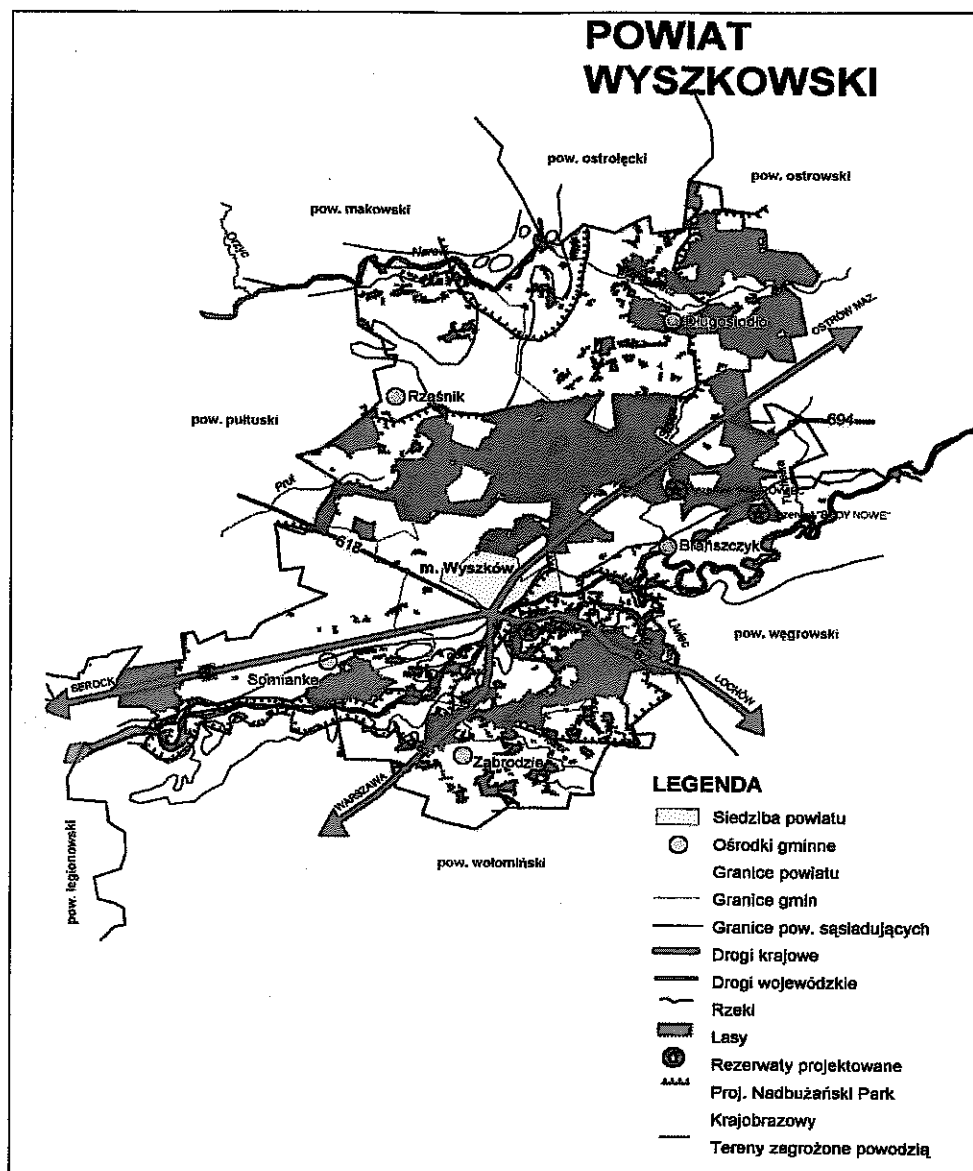 POWIAT
WYSZKOWSKI
pow. ostrołęcki
pow. ostrowski
pow. makowski
Orzyc
Długosiodło
OSTRÓW MAZ.
Rząśnik
pow. pułtuski
694
Prut
618
Brańszczyk
m. Wyszków
Liwiec
pow. węgrowski
SEROCK
Somianka
ŁOCHÓW
Zabrodzie
WARSZAWA
pow. wołomiński
pow. legionowski
LEGENDA
Siedziba powiatu
Ośrodki gminne
Granice powiatu
Granice gmin
Granice pow. sąsiadujących
Drogi krajowe
Drogi wojewódzkie
Rzeki
Lasy
Rezerwaty projektowane
Proj. Nadbużański Park
Krajobrazowy
Tereny zagrożone powodzią